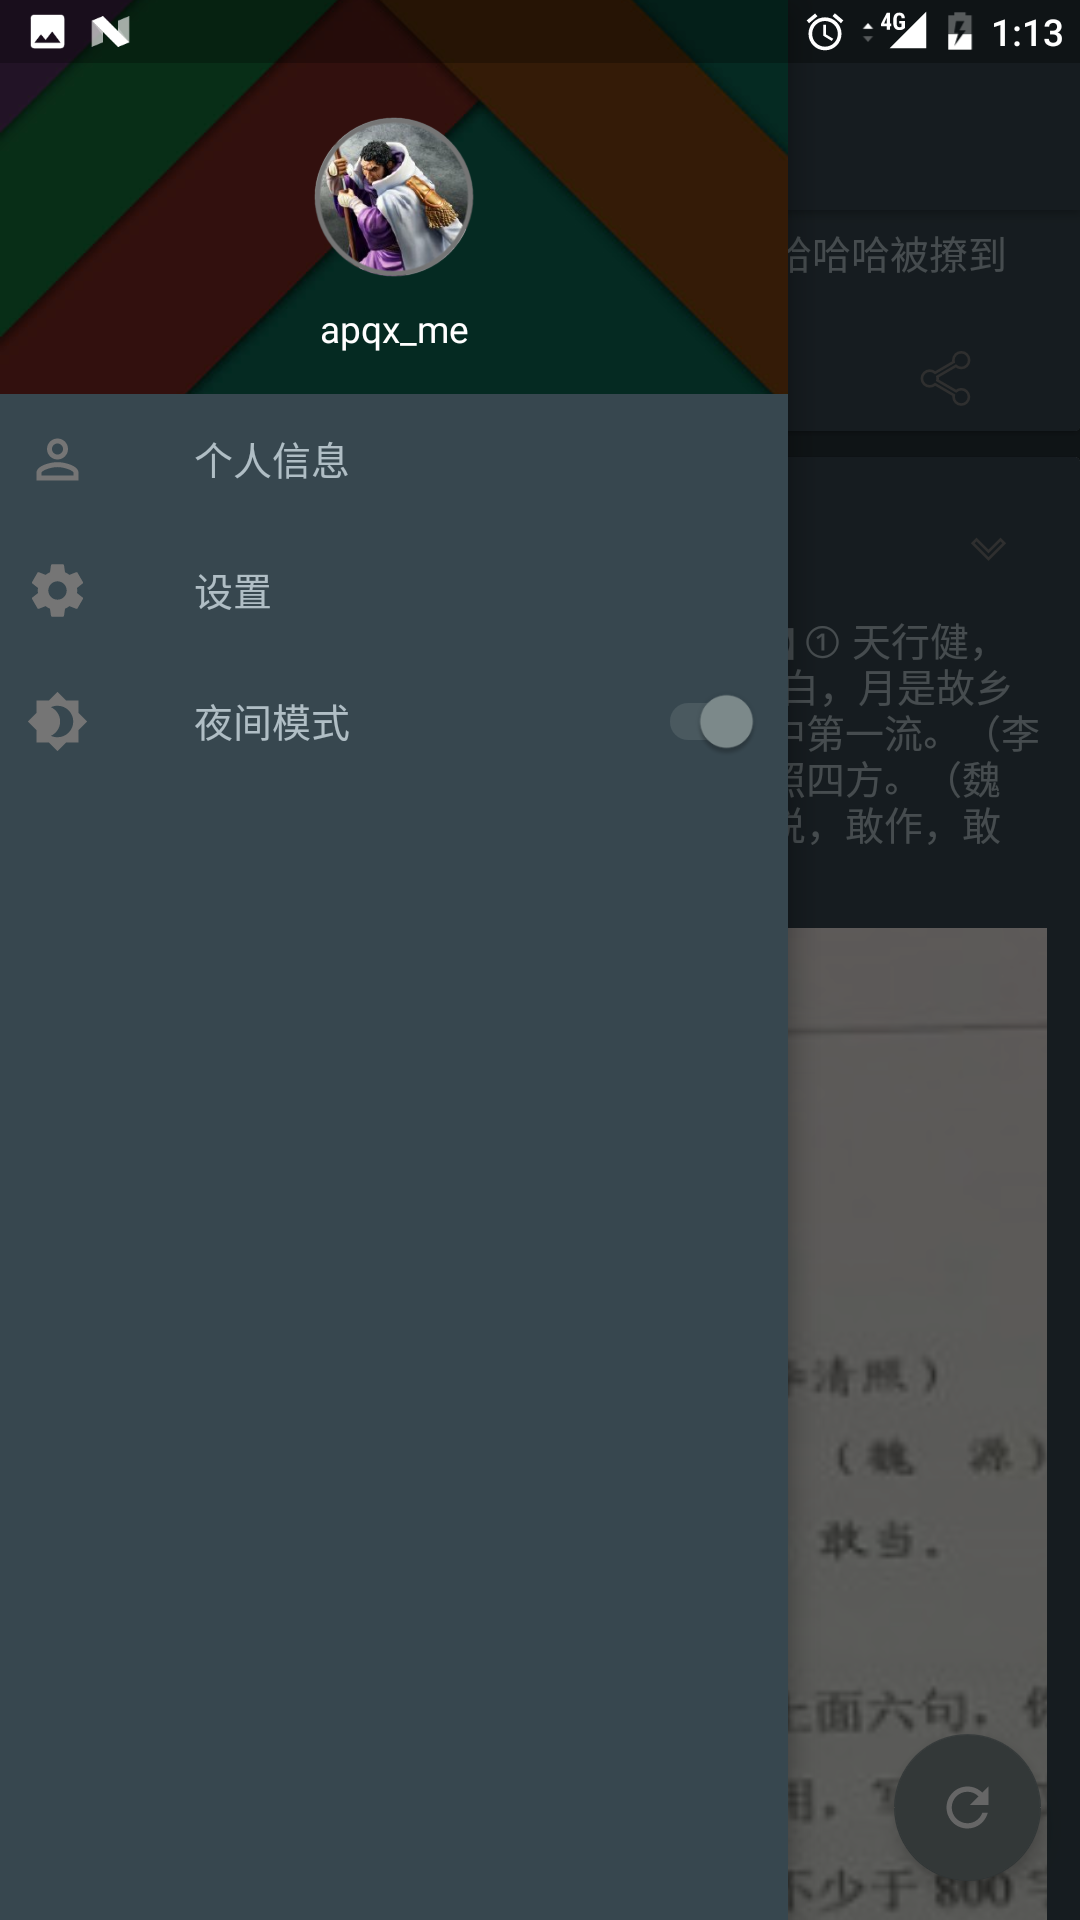 4G
1:13
apqx_me
个人信息
设置
夜间模式
哈哈哈被撩到
① 天行健，
白，月是故乡
中第一流。（李
照四方。（魏
说，敢作，敢
清照）
（魏 源）
敢当。
上面六句，
用，
不少于 800 字